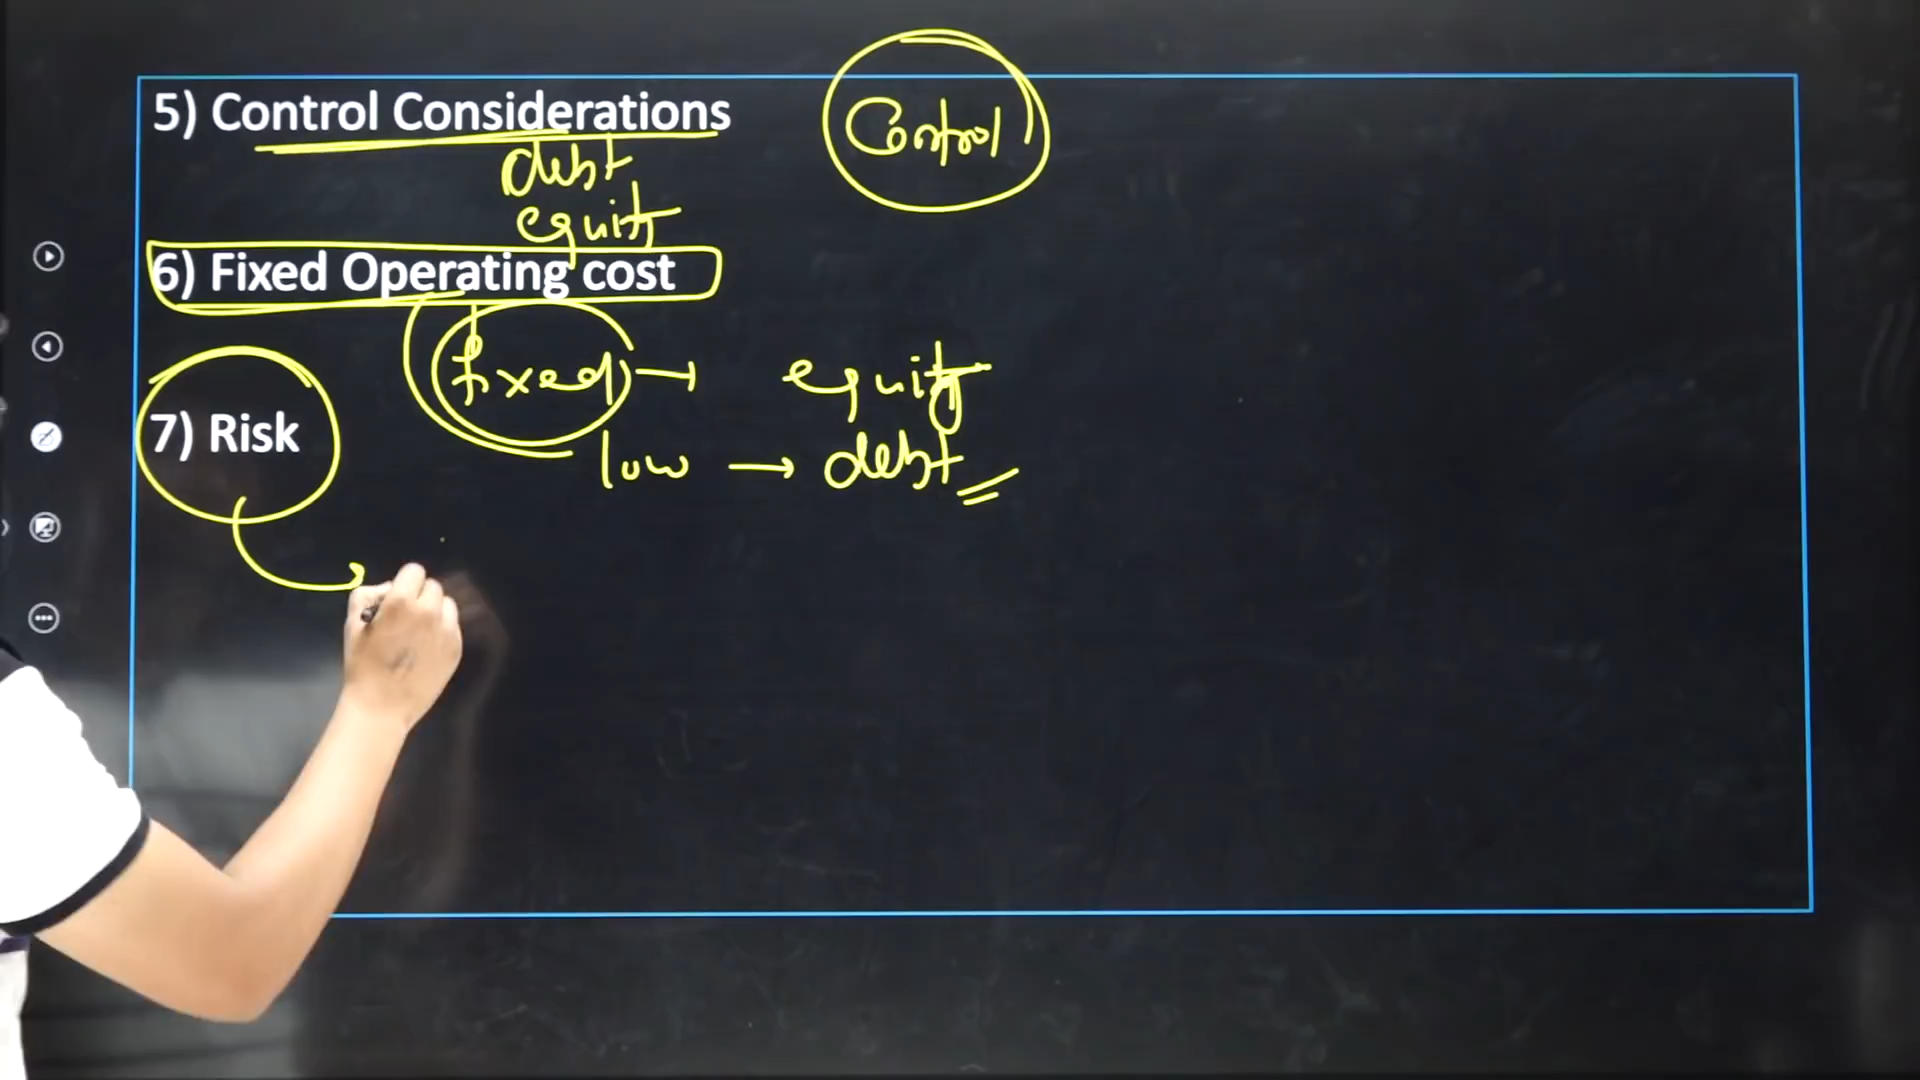 5) Control Considerations
Control
debt
equity
6) Fixed Operating cost
fixed → equity
7) Risk
low → debt